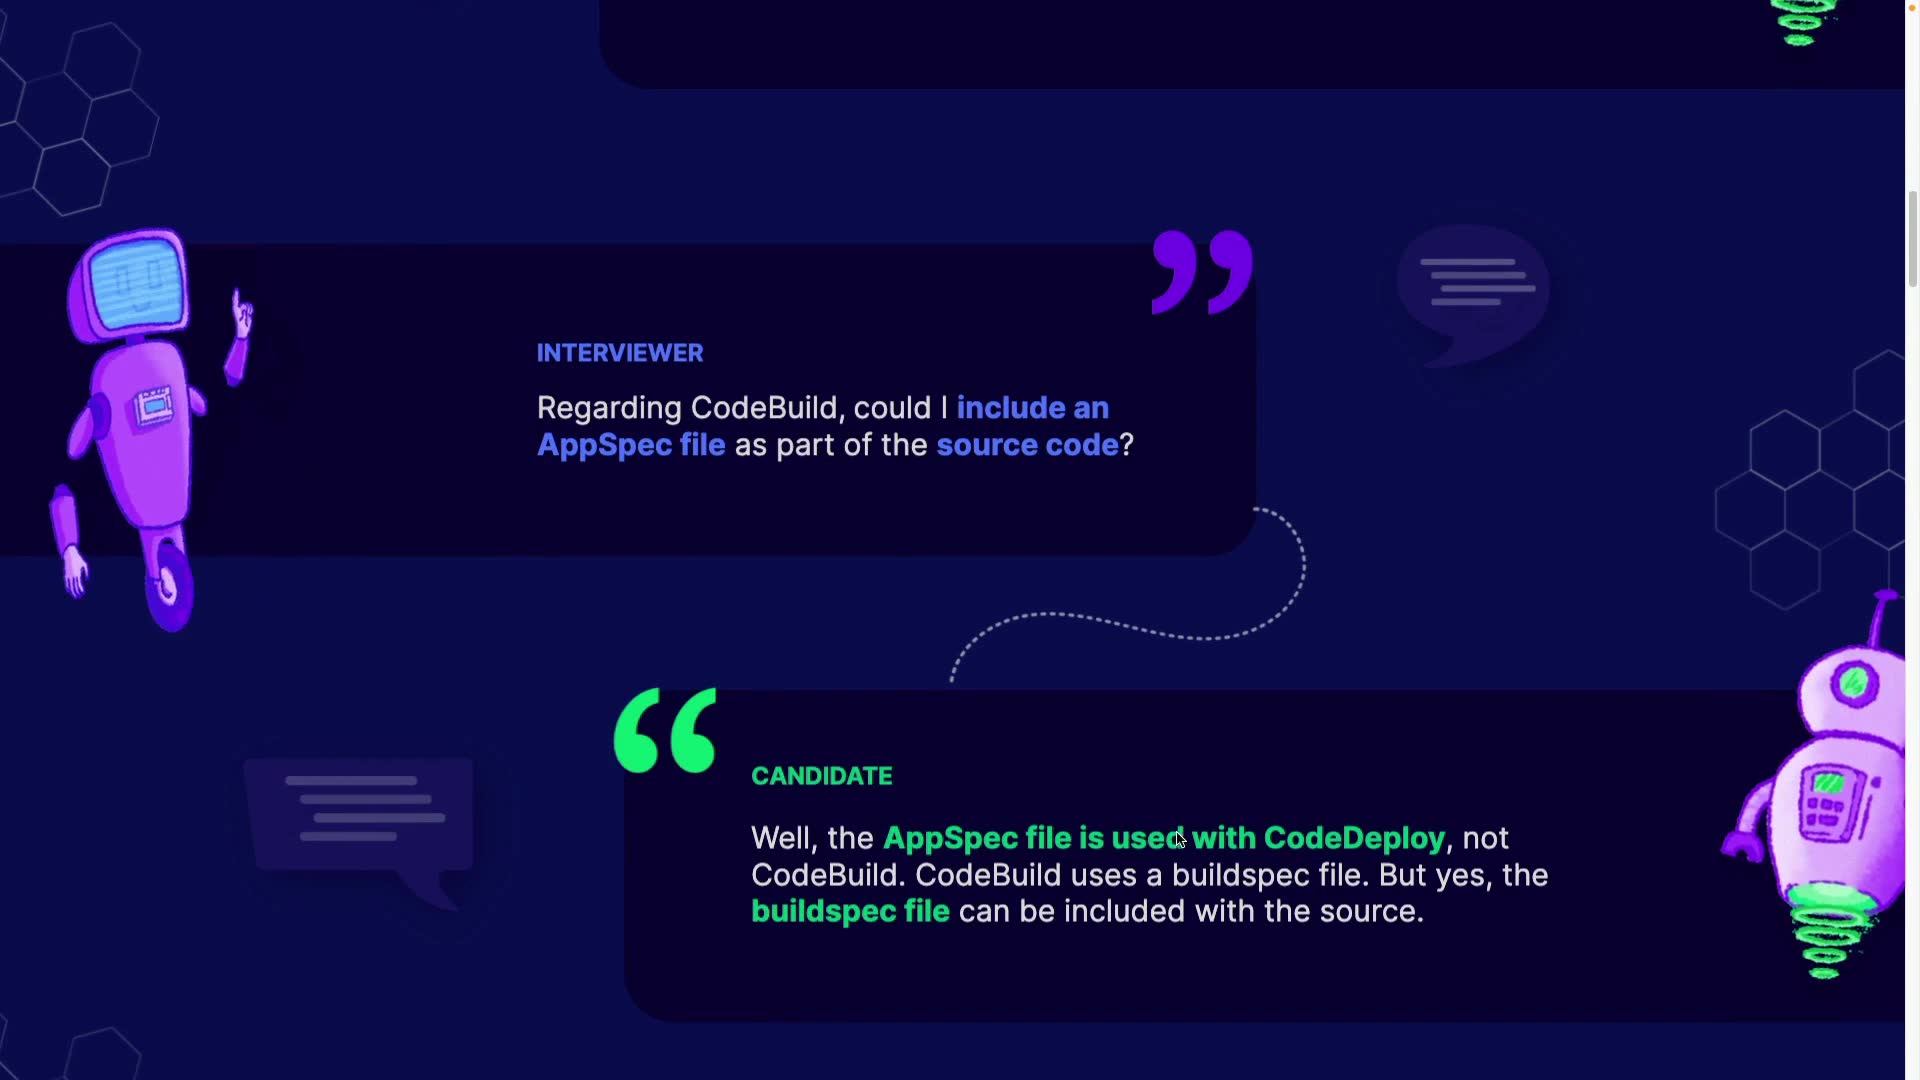 INTERVIEWER
Regarding CodeBuild, could I include an
AppSpec file as part of the source code?
CANDIDATE
Well, the AppSpec file is used with CodeDeploy, not
CodeBuild. CodeBuild uses a buildspec file. But yes, the
buildspec file can be included with the source.